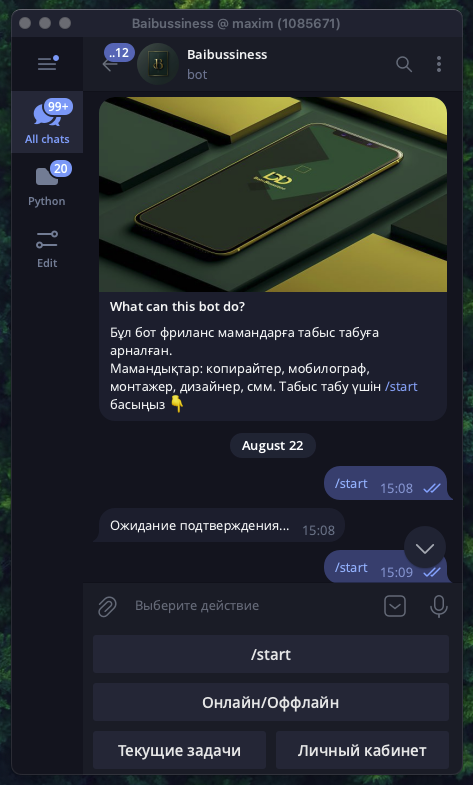 Baibussiness @ maxim (1085671)
..12
Baibussiness
bot
99+
All chats
20
Python
Edit
What can this bot do?
Бұл бот фриланс мамандарға табыс табуға
арналған.
Мамандықтар: копирайтер, мобилограф,
монтажер, дизайнер, смм. Табыс табу үшін /start
басыңыз 👇
August 22
/start 15:08
Ожидание подтверждения... 15:08
/start 15:09
Выберите действие
/start
Онлайн/Оффлайн
Текущие задачи
Личный кабинет